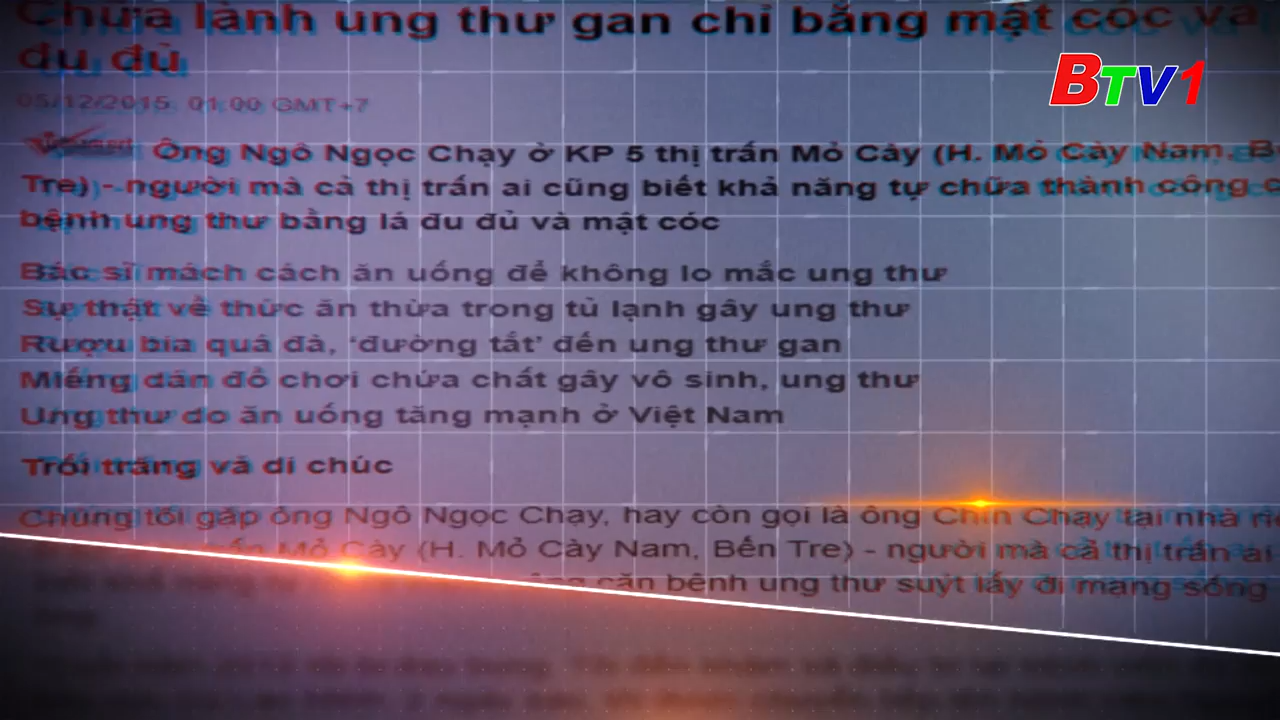 Chữa lành ung thư gan chỉ bằng mật cóc và
đu đủ
BTV1
05/12/2015 01:00 GMT+7
Ông Ngô Ngọc Chạy ở KP 5 thị trấn Mỏ Cày (H. Mỏ Cày Nam, B
Tre) - người mà cả thị trấn ai cũng biết khả năng tự chữa thành công c
bệnh ung thư bằng lá đu đủ và mật cóc
Bác sĩ mách cách ăn uống để không lo mắc ung thư
Sự thật về thức ăn thừa trong tủ lạnh gây ung thư
Rượu bia quá đà, ‘đường tắt’ đến ung thư gan
Miếng dán đồ chơi chứa chất gây vô sinh, ung thư
Ung thư do ăn uống tăng mạnh ở Việt Nam
Trối trăng và di chúc
Chúng tôi gặp ông Ngô Ngọc Chạy, hay còn gọi là ông Chín Chạy tại nhà
Mỏ Cày (H. Mỏ Cày Nam, Bến Tre) - người mà cả thị trấn ai
căn bệnh ung thư suýt lấy đi mạng sống